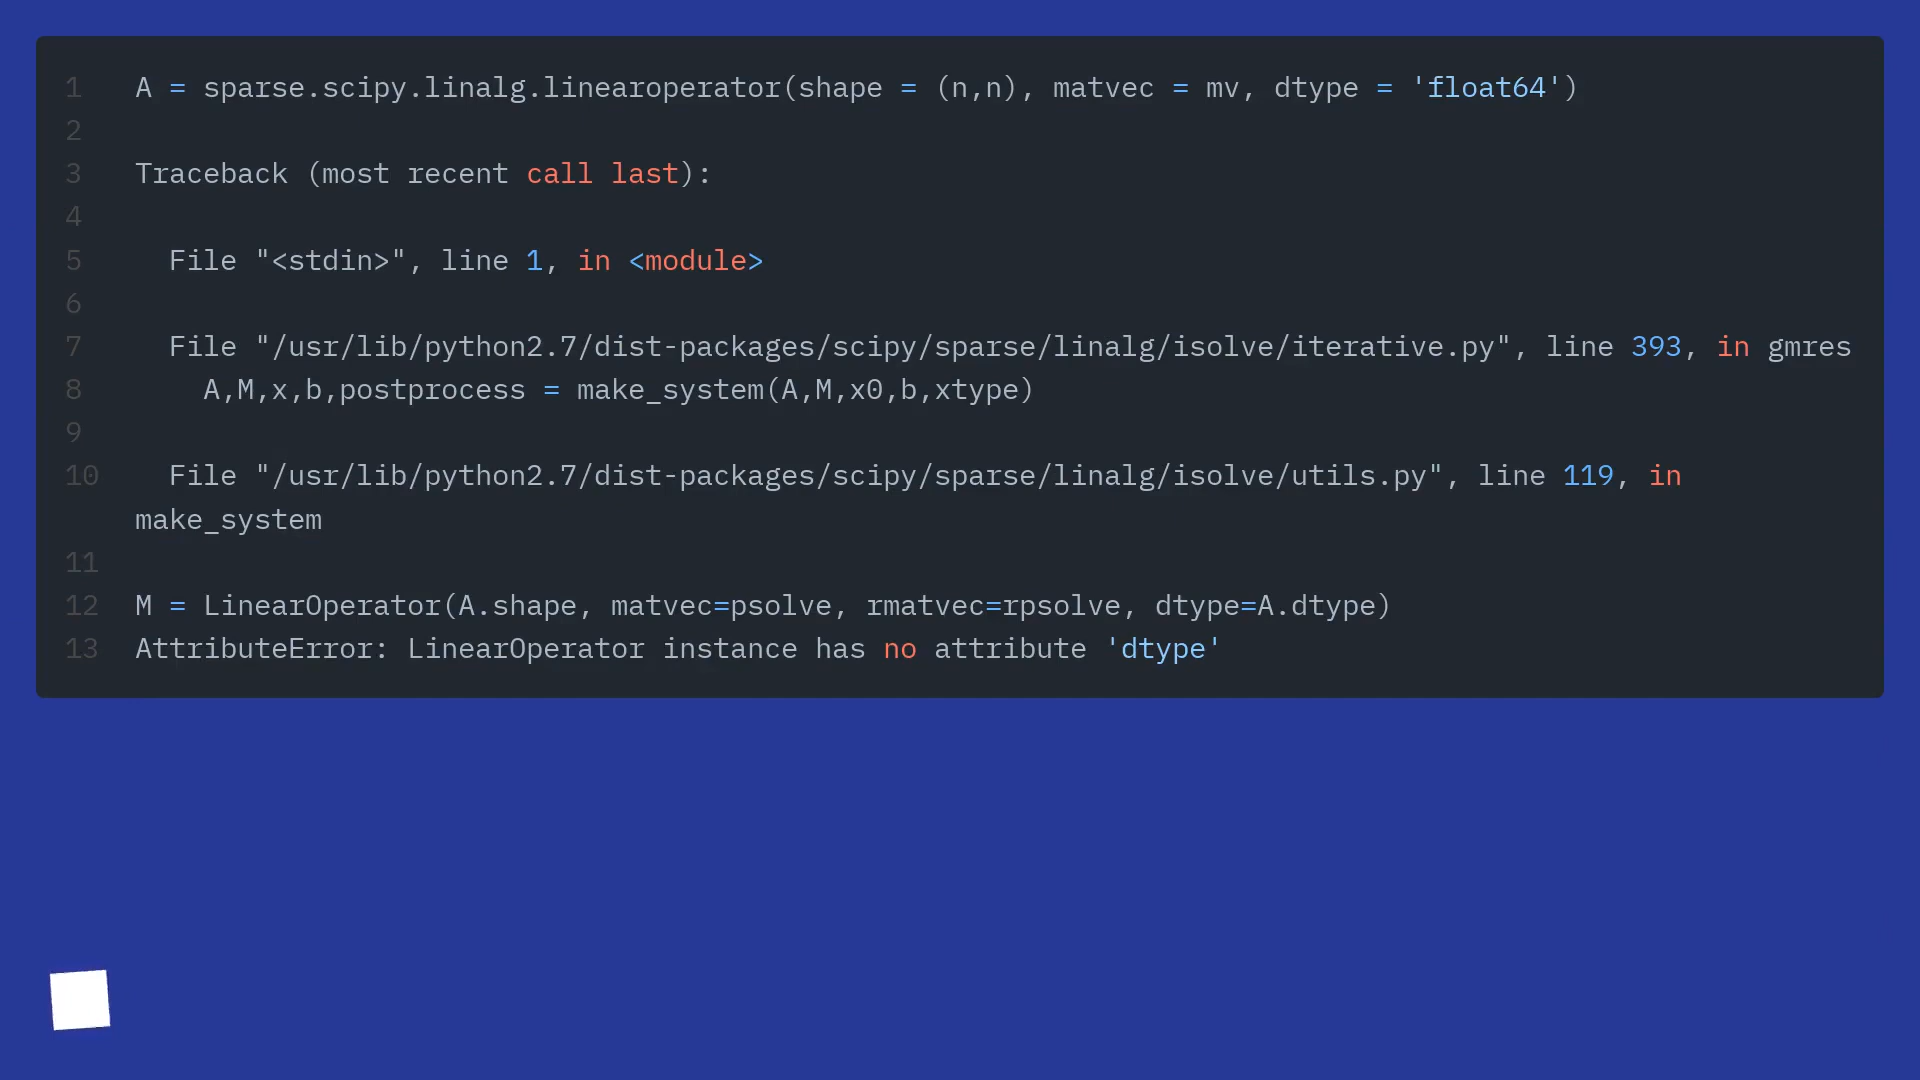 1 A = sparse.scipy.linalg.linearoperator(shape = (n,n), matvec = mv, dtype = 'float64')
2
3 Traceback (most recent call last):
4
5 File "<stdin>", line 1, in <module>
6
7 File "/usr/lib/python2.7/dist-packages/scipy/sparse/linalg/isolve/iterative.py", line 393, in gmres
8 A,M,x,b,postprocess = make_system(A,M,x0,b,xtype)
9
10 File "/usr/lib/python2.7/dist-packages/scipy/sparse/linalg/isolve/utils.py", line 119, in
make_system
11
12 M = LinearOperator(A.shape, matvec=psolve, rmatvec=rpsolve, dtype=A.dtype)
13 AttributeError: LinearOperator instance has no attribute 'dtype'